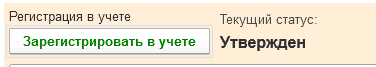 Регистрация в учете
Зарегистрировать в учете
Текущий статус:
Утвержден